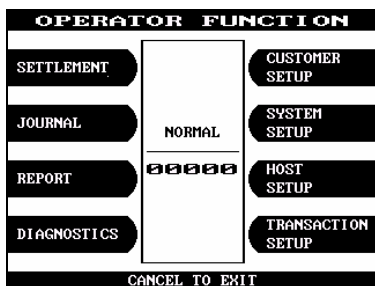 OPERATOR FUNCTION
SETTLEMENT
JOURNAL
REPORT
DIAGNOSTICS
NORMAL
00000
CUSTOMER
SETUP
SYSTEM
SETUP
HOST
SETUP
TRANSACTION
SETUP
CANCEL TO EXIT